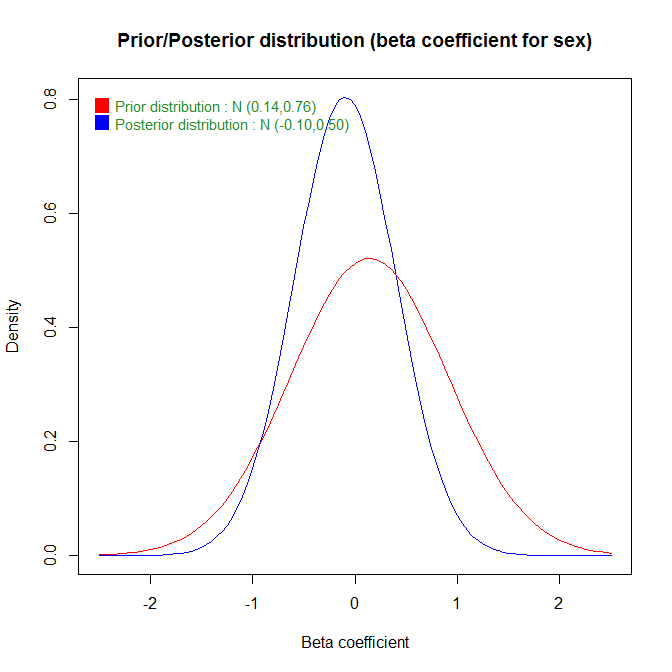 Prior/Posterior distribution (beta coefficient for sex)
Prior distribution : N (0.14,0.76)
Posterior distribution : N (-0.10,0.50)
0.8
0.6
0.4
0.2
0.0
Density
-2 -1 0 1 2
Beta coefficient